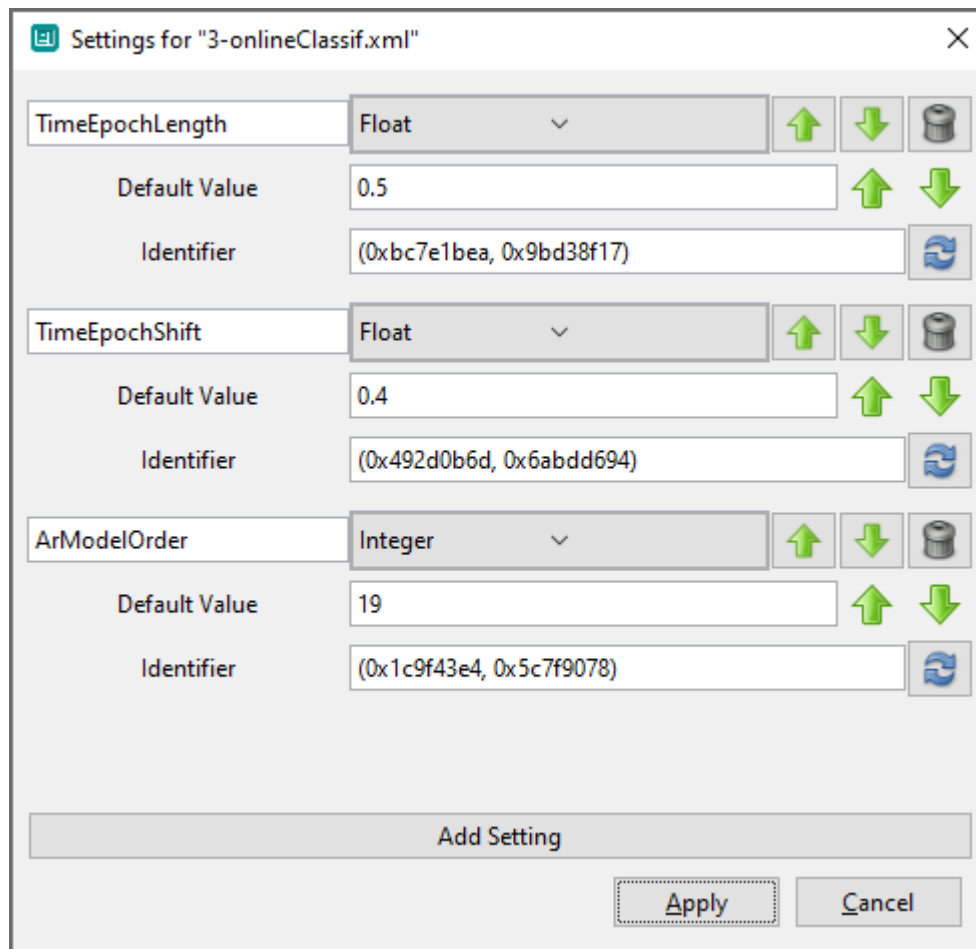 Settings for "3-onlineClassif.xml"
TimeEpochLength Float
Default Value 0.5
Identifier (0xbc7e1bea, 0x9bd38f17)
TimeEpochShift Float
Default Value 0.4
Identifier (0x492d0b6d, 0x6abdd694)
ArModelOrder Integer
Default Value 19
Identifier (0x1c9f43e4, 0x5c7f9078)
Add Setting
Apply Cancel